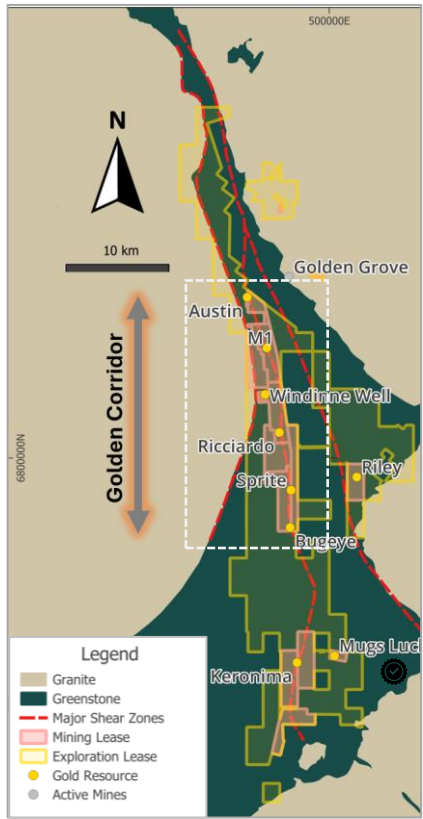 500000E
N
10 km
Golden Grove
Austin
M1
Windinne Well
Golden Corridor
6800000N
Ricciardo
Riley
Sprite
Bugeye
Mugs Luck
Keronima
Legend
Granite
Greenstone
Major Shear Zones
Mining Lease
Exploration Lease
Gold Resource
Active Mines